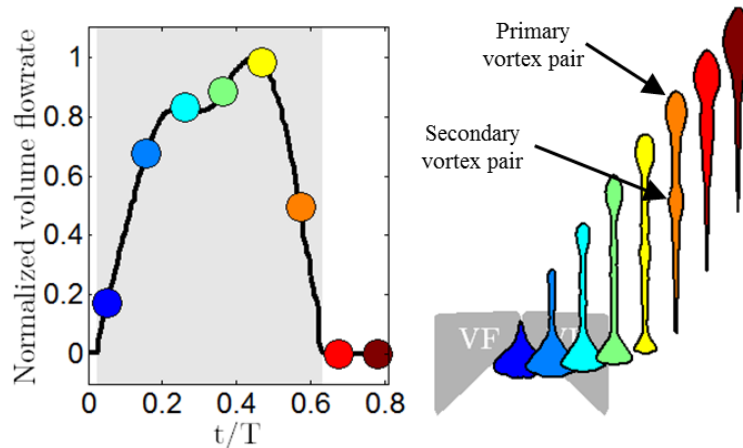 Normalized volume flowrate
1
0.8
0.6
0.4
0.2
0
0
0.2
0.4
0.6
0.8
t/T
Primary
vortex pair
Secondary
vortex pair
VF